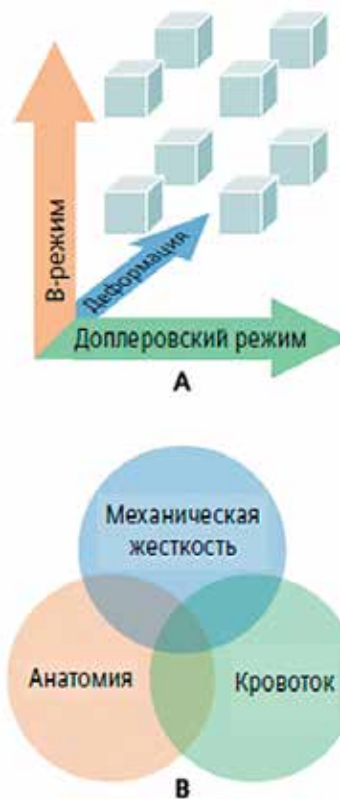 В-режим
Деформация
Доплеровский режим
А
Механическая
жесткость
Анатомия
Кровоток
В